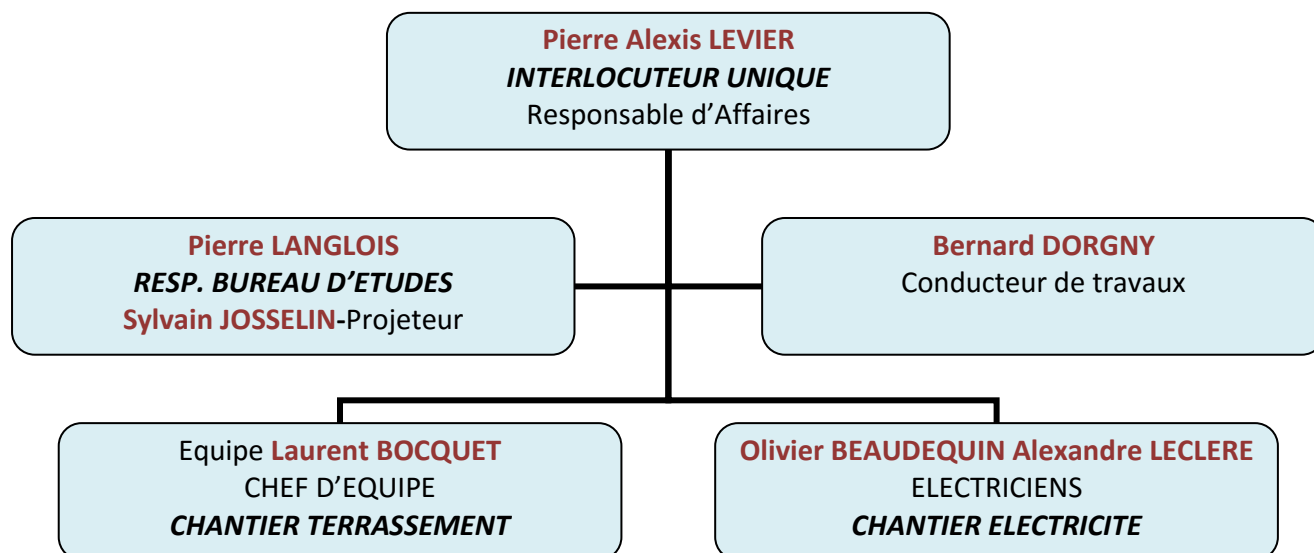 Pierre Alexis LEVIER
INTERLOCUTEUR UNIQUE
Responsable d’Affaires
Pierre LANGLOIS
RESP. BUREAU D’ETUDES
Sylvain JOSSELIN-Projeteur
Bernard DORGNY
Conducteur de travaux
Equipe Laurent BOCQUET
CHEF D’EQUIPE
CHANTIER TERRASSEMENT
Olivier BEAUDEQUIN Alexandre LECLERE
ELECTRICIENS
CHANTIER ELECTRICITE